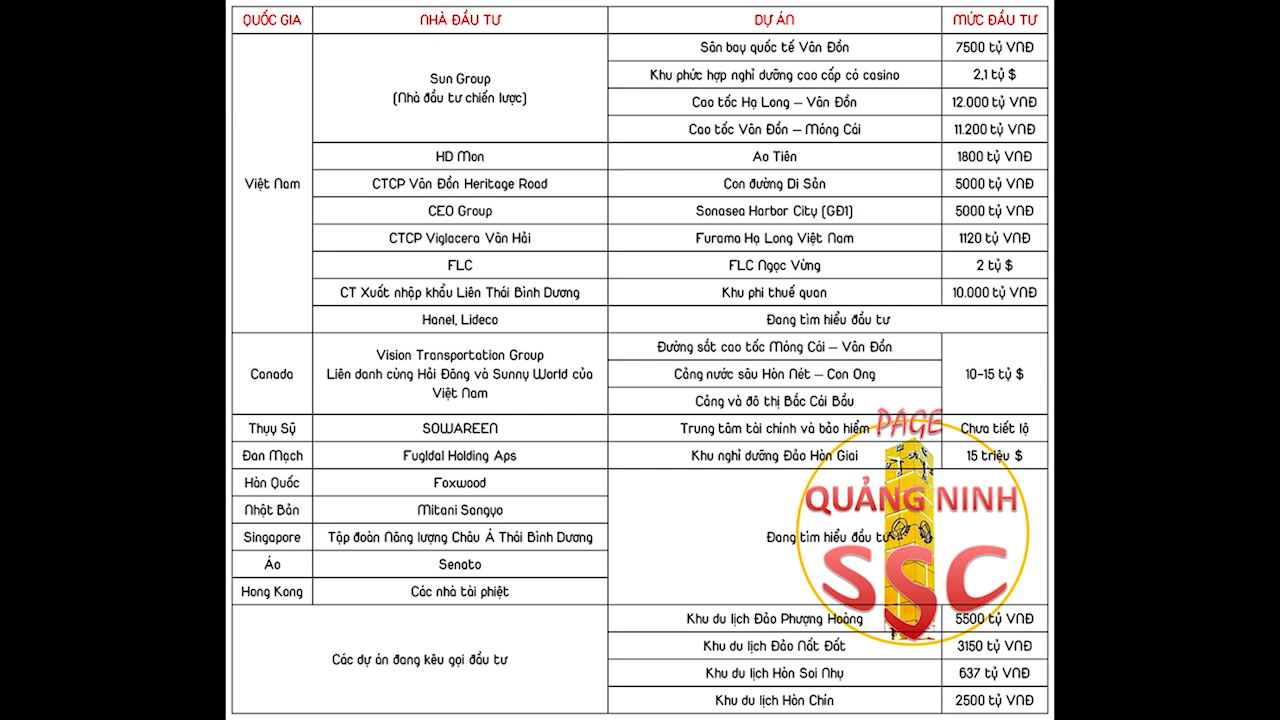 QUỐC GIA NHÀ ĐẦU TƯ DỰ ÁN MỨC ĐẦU TƯ
Việt Nam
Sun Group
(Nhà đầu tư chiến lược)
Sân bay quốc tế Vân Đồn 7500 tỷ VNĐ
Khu phức hợp nghỉ dưỡng cao cấp có casino 2,1 tỷ $
Cao tốc Hạ Long – Vân Đồn 12.000 tỷ VNĐ
Cao tốc Vân Đồn – Móng Cái 11.200 tỷ VNĐ
HD Mon Ao Tiên 1800 tỷ VNĐ
CTCP Vân Đồn Heritage Road Con đường Di Sản 5000 tỷ VNĐ
CEO Group Sonasea Harbor City (GĐ1) 5000 tỷ VNĐ
CTCP Viglacera Vân Hải Furama Hạ Long Việt Nam 1120 tỷ VNĐ
FLC FLC Ngọc Vừng 2 tỷ $
CT Xuất nhập khẩu Liên Thái Bình Dương Khu phi thuế quan 10.000 tỷ VNĐ
Hanel, Lideco Đang tìm hiểu đầu tư
Canada
Vision Transportation Group
Liên danh cùng Hải Đăng và Sunny World của
Việt Nam
Đường sắt cao tốc Móng Cái – Vân Đồn
Cảng nước sâu Hòn Nét – Con Ong
Cảng và đô thị Bắc Cái Bầu
10-15 tỷ $
Thụy Sỹ SOWAREEN Trung tâm tài chính và bảo hiểm Chưa tiết lộ
Đan Mạch Fugldal Holding Aps Khu nghỉ dưỡng Đảo Hòn Giai 15 triệu $
Hàn Quốc Foxwood
Nhật Bản Mitani Sangyo
Singapore Tập đoàn Năng lượng Châu Á Thái Bình Dương
Áo Senato
Hong Kong Các nhà tài phiệt
Đang tìm hiểu đầu tư
Các dự án đang kêu gọi đầu tư
Khu du lịch Đảo Phượng Hoàng 5500 tỷ VNĐ
Khu du lịch Đảo Nất Đất 3150 tỷ VNĐ
Khu du lịch Hòn Soi Nhụ 637 tỷ VNĐ
Khu du lịch Hòn Chín 2500 tỷ VNĐ
PAGE
QUẢNG NINH
SSC